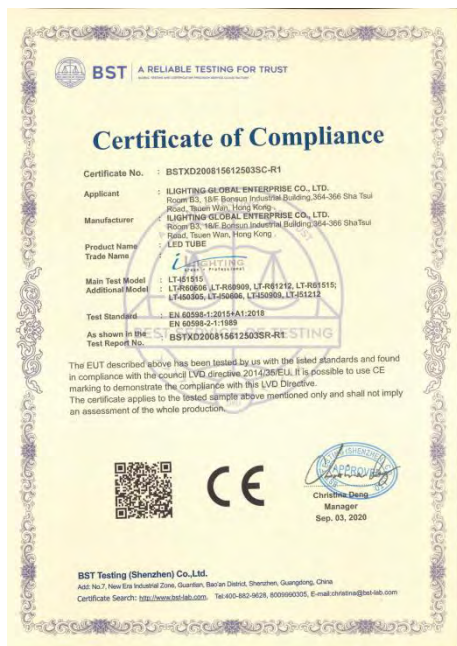 BST A RELIABLE TESTING FOR TRUST
Certificate of Compliance
Certificate No. : BSTXD200815612503SC-R1
Applicant : ILIGHTING GLOBAL ENTERPRISE CO., LTD.
Room B3, 18/F Bonsun Industrial Building,364-366 Sha Tsui
Road, Tsuen Wan, Hong Kong .
Manufacturer : ILIGHTING GLOBAL ENTERPRISE CO., LTD.
Room B3, 18/F Bonsun Industrial Building,364-366 ShaTsui
Road, Tsuen Wan, Hong Kong .
Product Name : LED TUBE
Trade Name : iLIGHTING
Professional
Main Test Model : LT-I51515
Additional Model : LT-R60606 ,LT-R60909, LT-R61212, LT-R61515;
LT-I50305, LT-I50606, LT-I50909, LT-I51212
Test Standard : EN 60598-1:2015+A1:2018
EN 60598-2-1:1989
As shown in the
Test Report No. : BSTXD200815612503SR-R1
The EUT described above has been tested by us with the listed standards and found
in compliance with the council LVD directive 2014/35/EU. It is possible to use CE
marking to demonstrate the compliance with this LVD Directive.
The certificate applies to the tested sample above mentioned only and shall not imply
an assessment of the whole production.
CE
APPROVED
Christina Deng
Manager
Sep. 03, 2020
BST Testing (Shenzhen) Co.,Ltd.
Add: No.7, New Era Industrial Zone, Guantian, Bao'an District, Shenzhen, Guangdong, China
Certificate Search: http://www.bst-lab.com, Tel:400-882-9628, 8009990305, E-mail:christina@bst-lab.com